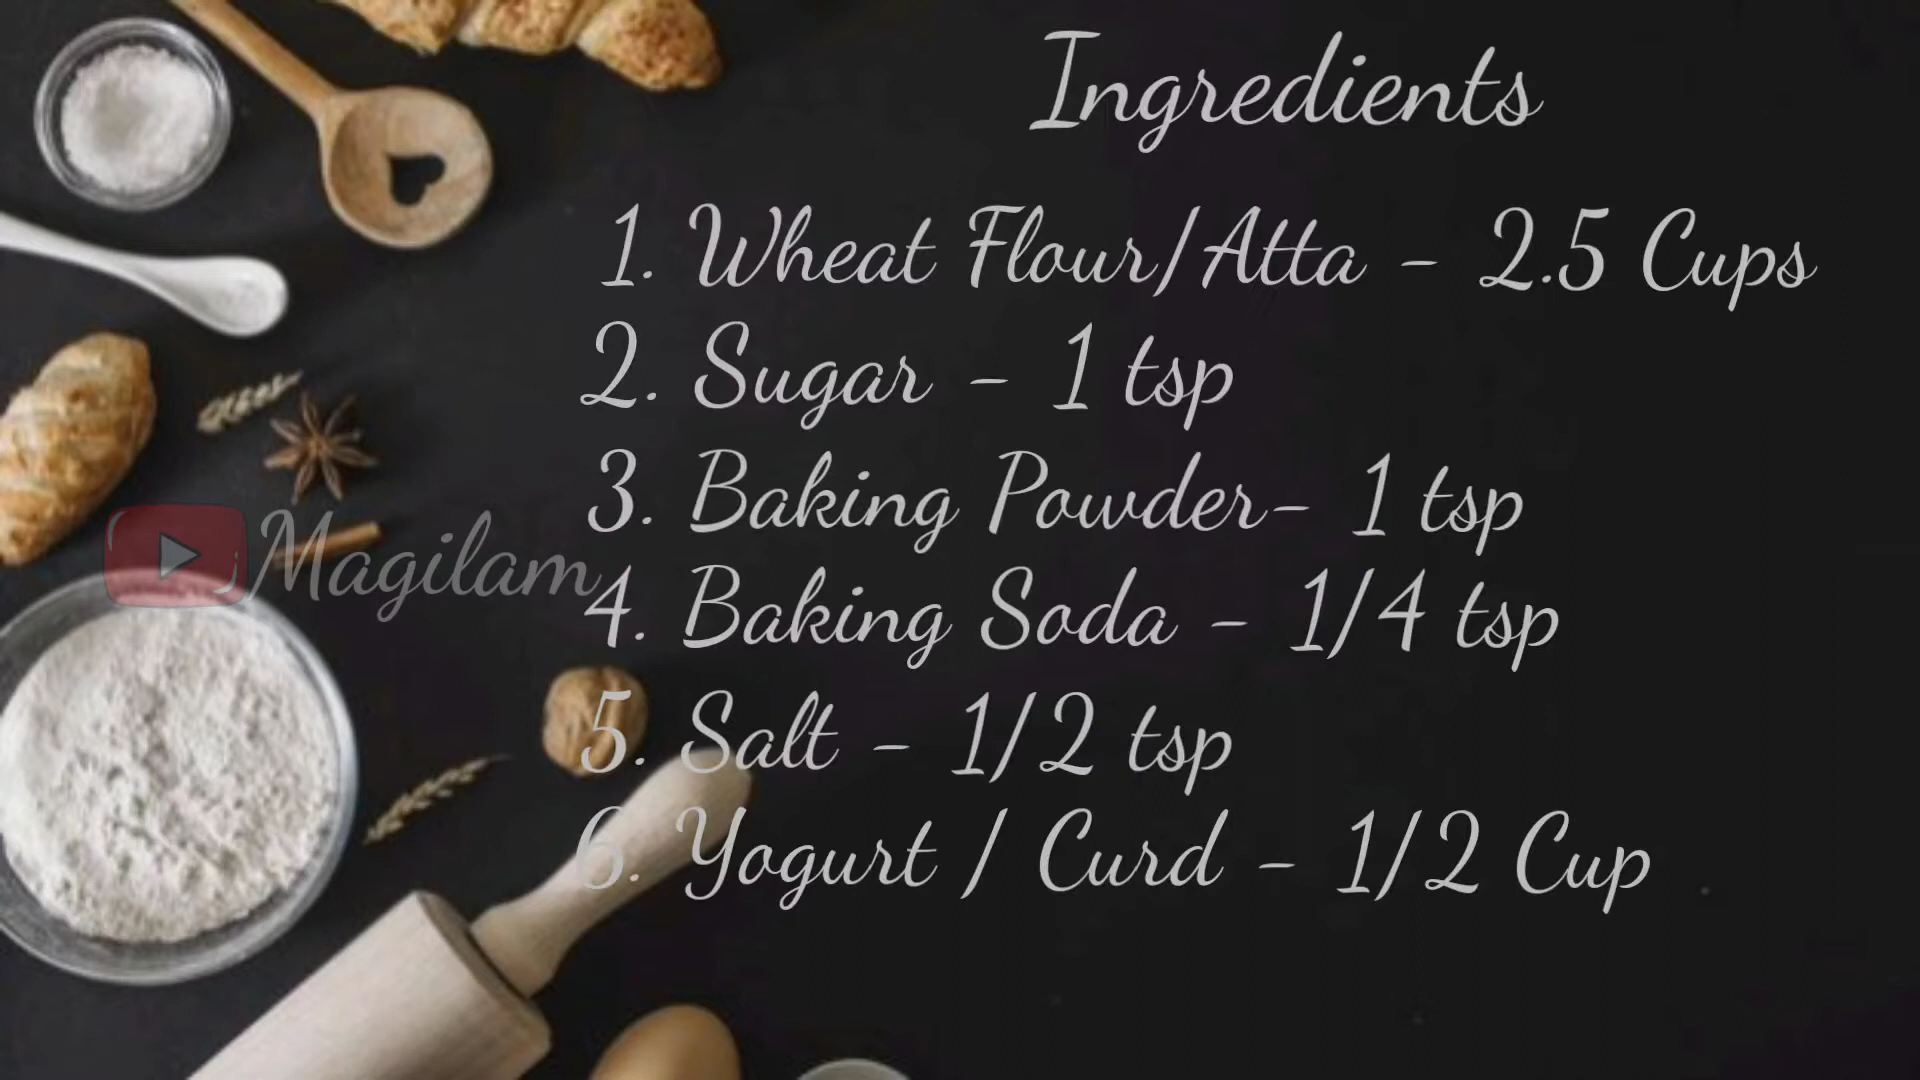 Ingredients
1. Wheat Flour/Atta - 2.5 Cups
2. Sugar - 1 tsp
3. Baking Powder- 1 tsp
Magilam
4. Baking Soda - 1/4 tsp
5. Salt - 1/2 tsp
6. Yogurt / Curd - 1/2 Cup